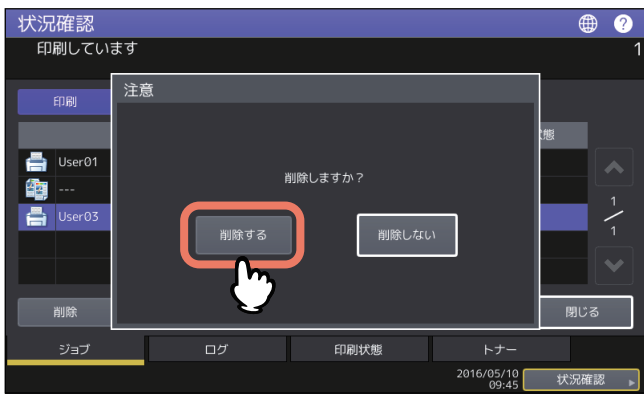 状況確認
?
印刷しています
1
注意
印刷
状態
User01
削除しますか？
---
1
User03
削除する
削除しない
1
削除
閉じる
ジョブ
ログ
印刷状態
トナー
2016/05/10
09:45
状況確認